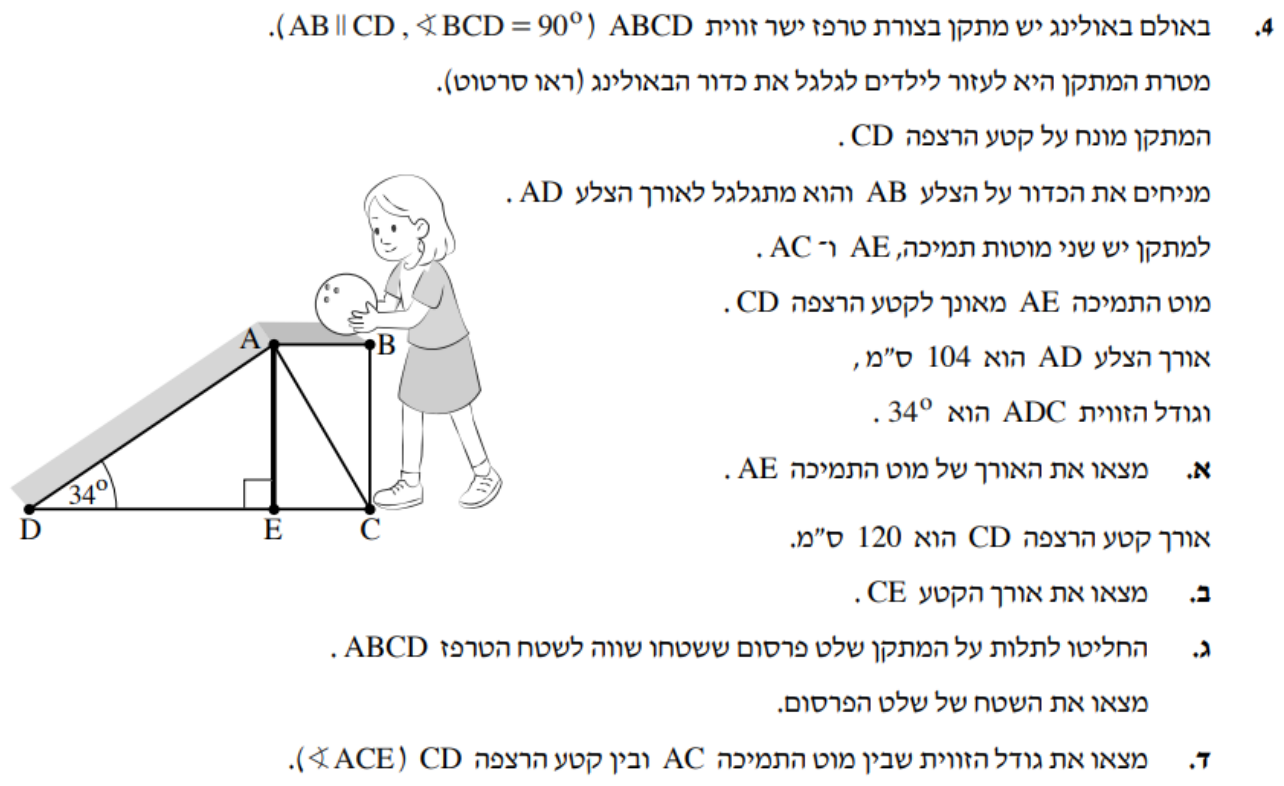 4. באולם באולינג יש מתקן בצורת טרפז ישר זווית ABCD (AB || CD , ∢BCD = 90°).
מטרת המתקן היא לעזור לילדים לגלגל את כדור הבאולינג (ראו סרטוט).
המתקן מונח על קטע הרצפה CD .
מניחים את הכדור על הצלע AB והוא מתגלגל לאורך הצלע AD .
למתקן יש שני מוטות תמיכה, AE ו־ AC .
מוט התמיכה AE מאונך לקטע הרצפה CD .
אורך הצלע AD הוא 104 ס"מ,
וגודל הזווית ADC הוא 34° .
א. מצאו את האורך של מוט התמיכה AE .
אורך קטע הרצפה CD הוא 120 ס"מ.
ב. מצאו את אורך הקטע CE .
ג. החליטו לתלות על המתקן שלט פרסום ששטחו שווה לשטח הטרפז ABCD .
מצאו את השטח של שלט הפרסום.
ד. מצאו את גודל הזווית שבין מוט התמיכה AC ובין קטע הרצפה CD (∢ACE).
A B
34°
D E C